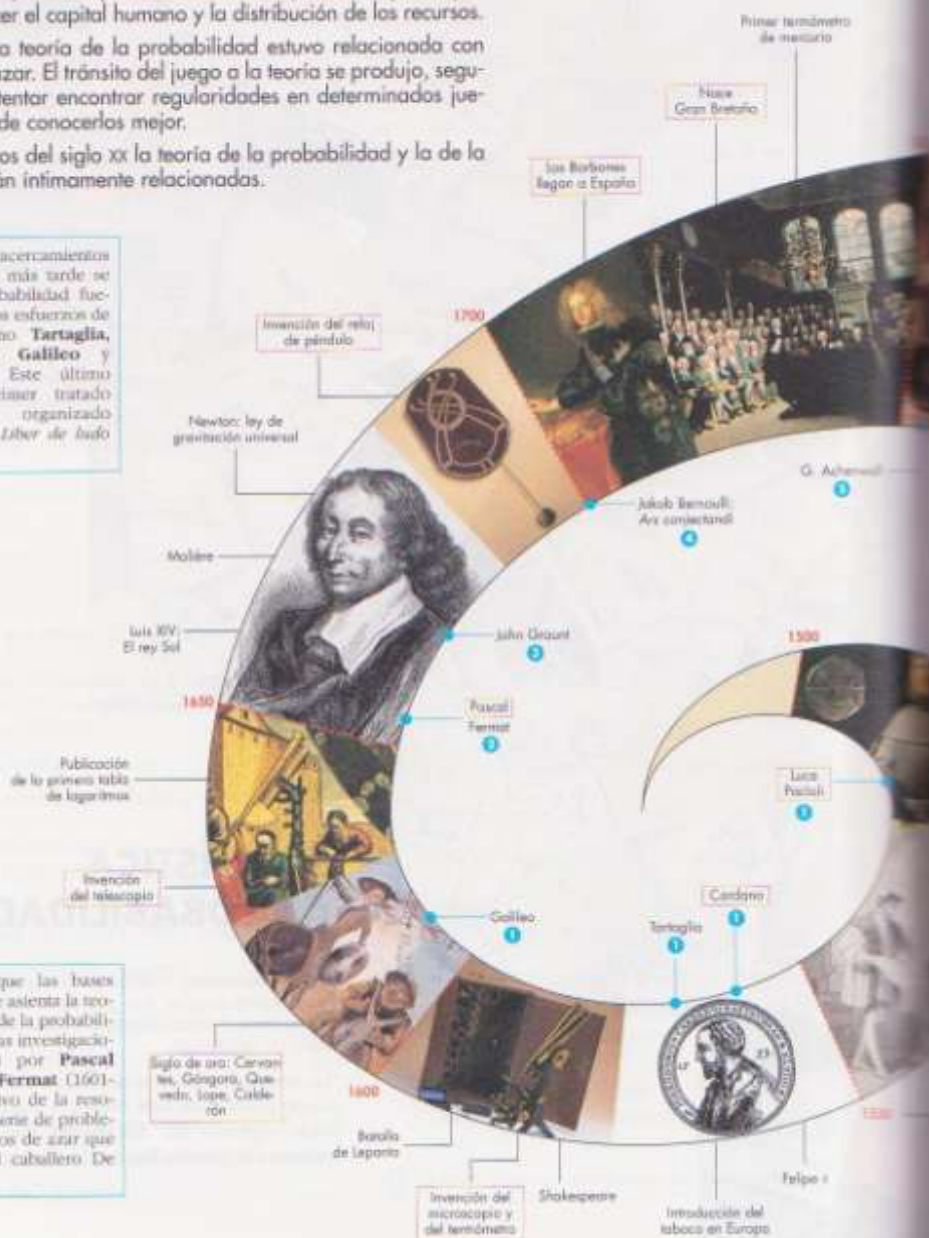 er el capital humano y la distribución de los recursos.
a teoría de la probabilidad estuvo relacionada con
zar. El tránsito del juego a la teoría se produjo, segu-
tentar encontrar regularidades en determinados jue-
de conocerlos mejor.
os del siglo XX la teoría de la probabilidad y la de la
án íntimamente relacionadas.
acercamientos
más tarde se
babilidad fue-
os esfuerzos de
no Tartaglia,
Galileo y
Este último
rimer tratado
organizado
Liber de ludo
Primer termómetro
de mercurio
Nace
Gran Bretaña
Los Borbones
llegan a España
1700
Invención del reloj
de péndulo
Newton: ley de
gravitación universal
Molière
Luis XIV:
El rey Sol
1650
Publicación
de la primera tabla
de logaritmos
Invención
del telescopio
Siglo de oro: Cervan-
tes, Góngora, Que-
vedo, Lope, Calde-
rón
1600
Batalla
de Lepanto
Invención del
microscopio y
del termómetro
Shakespeare
Introducción del
tabaco en Europa
Felipe
1550
G. Achenwall
5
Jakob Bernoulli:
Ars conjectandi
4
John Graunt
3
Pascal
Fermat
2
1500
Luca
Pacioli
1
Cardano
1
Tartaglia
1
Galileo
1
que las bases
e asienta la teo-
de la probabili-
as investigacio-
por Pascal
Fermat (1601-
vo de la reso-
erie de proble-
os de azar que
caballero De